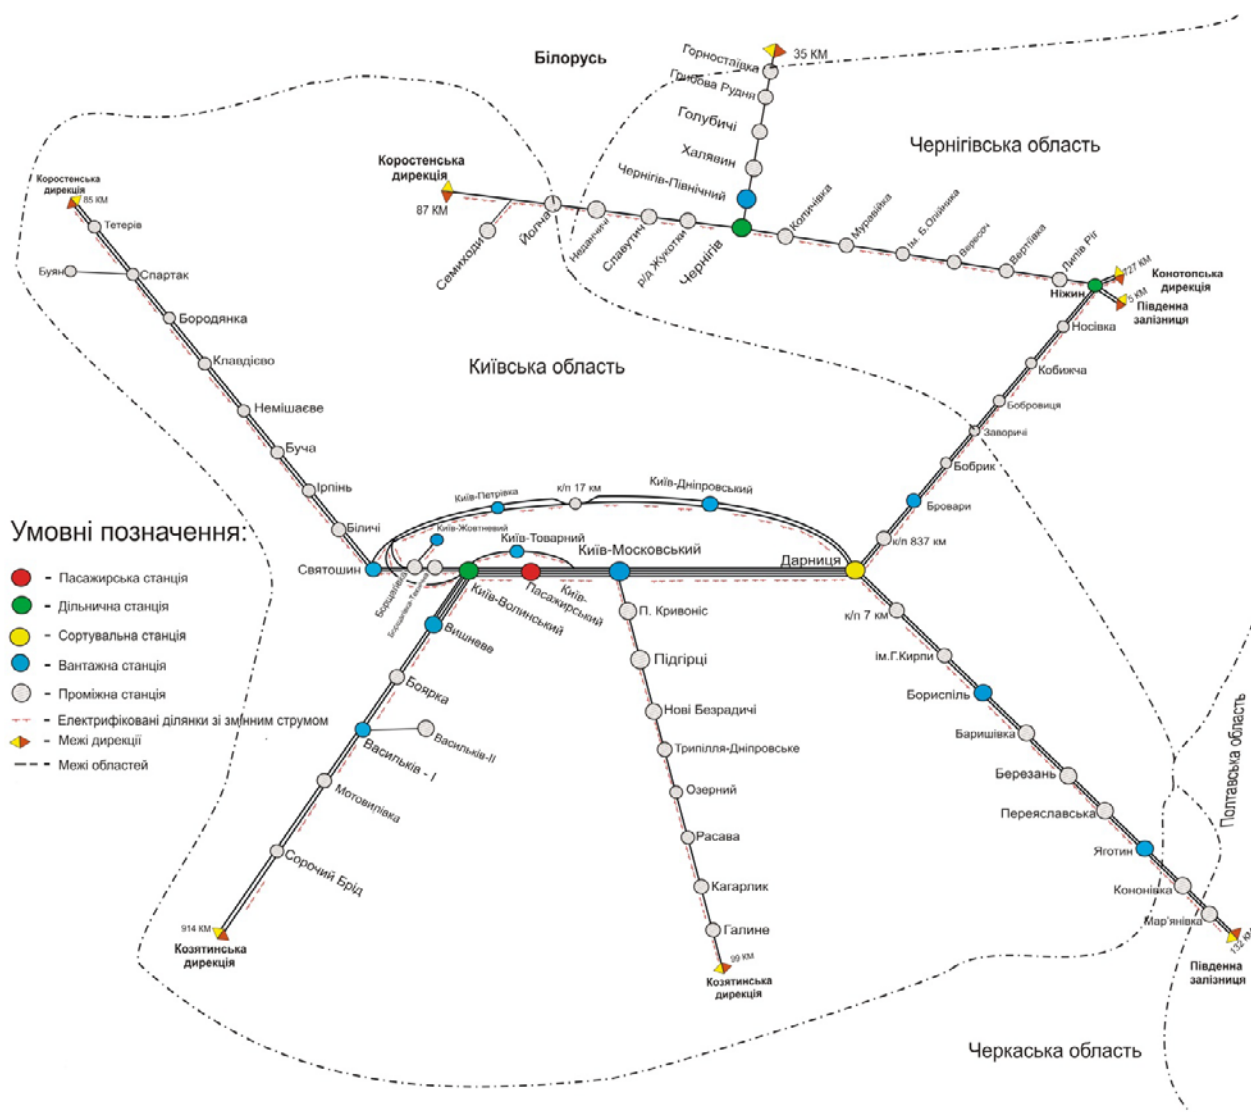 Білорусь
Горностаївка
35 КМ
Грибова Рудня
Голубичі
Халявин
Чернігів-Північний
Чернігівська область
Коростенська
дирекція
87 КМ
Семиходи
Йолча
Неданчичі
Славутич
р/д Жукотки
Чернігів
Количівка
Муравійка
ім. Б.Олійника
Вересоч
Вертіївка
Липів Ріг
Ніжин
727 КМ
Конотопська
дирекція
5 КМ
Південна
залізниця
Коростенська
дирекція
85 КМ
Тетерів
Буян
Спартак
Бородянка
Клавдієво
Немішаєве
Буча
Ірпінь
Біличі
Святошин
Київська область
Носівка
Кобижча
Бобровиця
Заворичі
Бобрик
Бровари
к/п 837 км
Дарниця
Київ-Петрівка
к/п 17 км
Київ-Дніпровський
Київ-Жовтневий
Київ-Товарний
Київ-Московський
Борщагівка
Борщагівка-Технічна
Київ-Волинський
Київ-
Пасажирський
Умовні позначення:
- Пасажирська станція
- Дільнична станція
- Сортувальна станція
- Вантажна станція
- Проміжна станція
- Електрифіковані ділянки зі змінним струмом
- Межі дирекції
- Межі областей
Вишневе
Боярка
Васильків - I
Васильків-II
Мотовилівка
Сорочий Брід
914 КМ
Козятинська
дирекція
П. Кривоніс
Підгірці
Нові Безрадичі
Трипілля-Дніпровське
Озерний
Расава
Кагарлик
Галине
99 КМ
Козятинська
дирекція
к/п 7 км
ім.Г.Кирпи
Бориспіль
Баришівка
Березань
Переяславська
Яготин
Кононівка
Мар'янівка
132 КМ
Південна
залізниця
Полтавська область
Черкаська область